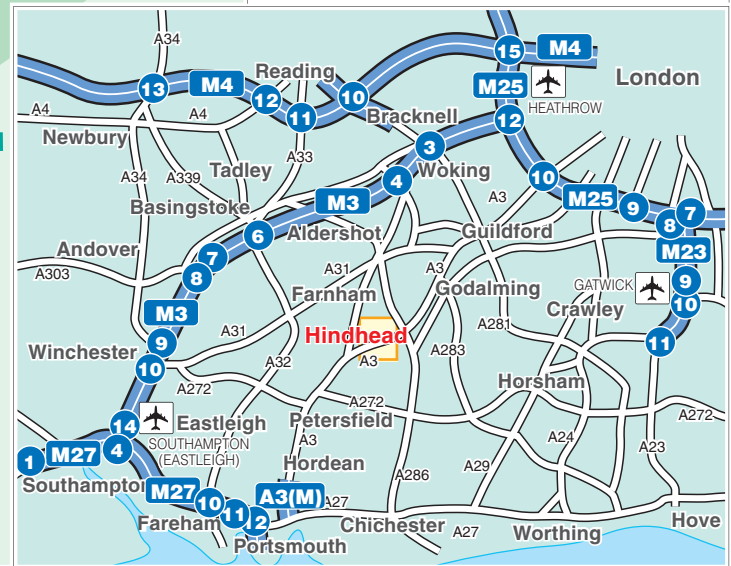 A34
15
M4
Reading
M25
London
13
M4
12
10
HEATHROW
A4
A4
11
Bracknell
12
Newbury
3
A33
Tadley
Woking
A34
A339
4
10
M25
M3
A3
9
7
Basingstoke
8
6
Aldershot
Guildford
M23
Andover
7
A303
8
A31
A3
GATWICK
9
Farnham
Godalming
10
M3
Crawley
A31
Hindhead
A281
9
11
Winchester
A32
A3
A283
10
A272
Horsham
A272
14
Eastleigh
Petersfield
A272
SOUTHAMPTON
(EASTLEIGH)
A3
A24
4
A23
1
M27
Hordean
A29
A286
Southampton
M27
A3(M)
10
11
12
A27
Fareham
Chichester
A27
Worthing
Hove
Portsmouth